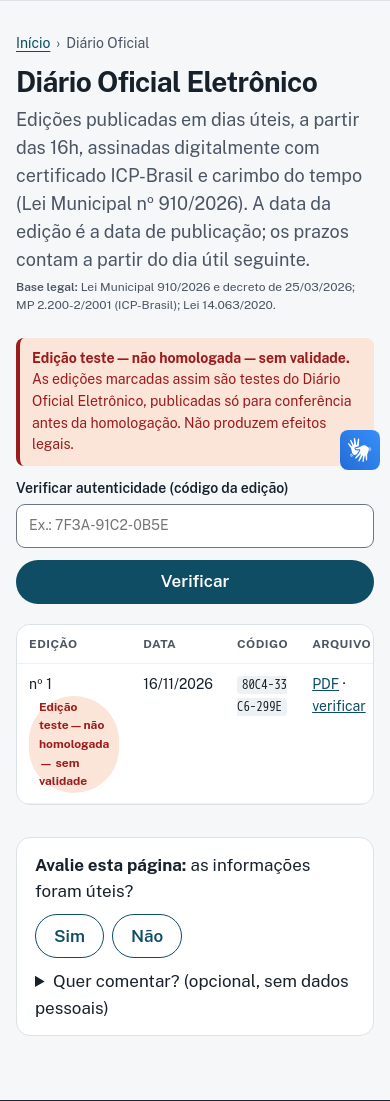 Início › Diário Oficial
Diário Oficial Eletrônico
Edições publicadas em dias úteis, a partir
das 16h, assinadas digitalmente com
certificado ICP-Brasil e carimbo do tempo
(Lei Municipal nº 910/2026). A data da
edição é a data de publicação; os prazos
contam a partir do dia útil seguinte.
Base legal: Lei Municipal 910/2026 e decreto de 25/03/2026;
MP 2.200-2/2001 (ICP-Brasil); Lei 14.063/2020.
Edição teste — não homologada — sem validade.
As edições marcadas assim são testes do Diário
Oficial Eletrônico, publicadas só para conferência
antes da homologação. Não produzem efeitos
legais.
Verificar autenticidade (código da edição)
Ex.: 7F3A-91C2-0B5E
Verificar
EDIÇÃO DATA CÓDIGO ARQUIVO
nº 1 16/11/2026 80C4-33 PDF ·
C6-299E verificar
Edição
teste — não
homologada
— sem
validade
Avalie esta página: as informações
foram úteis?
Sim Não
▶ Quer comentar? (opcional, sem dados
pessoais)